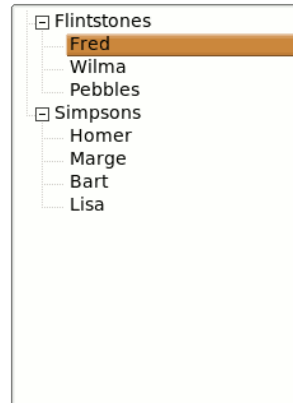 Flintstones
Fred
Wilma
Pebbles
Simpsons
Homer
Marge
Bart
Lisa